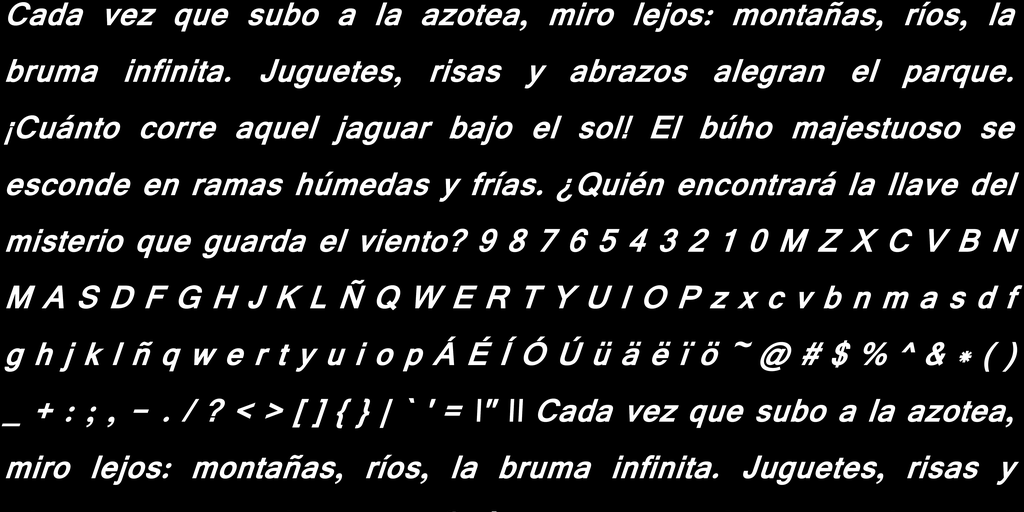 Cada vez que subo a la azotea, miro lejos: montañas, ríos, la
bruma infinita. Juguetes, risas y abrazos alegran el parque.
¡Cuánto corre aquel jaguar bajo el sol! El búho majestuoso se
esconde en ramas húmedas y frías. ¿Quién encontrará la llave del
misterio que guarda el viento? 9 8 7 6 5 4 3 2 1 0 M Z X C V B N
M A S D F G H J K L Ñ Q W E R T Y U I O P z x c v b n m a s d f
g h j k l ñ q w e r t y u i o p Á É Í Ó Ú ü ä ë ï ö ~ @ # $ % ^ & * ( )
_ + : ; , - . / ? < > [ ] { } | ` ' = \" \\ Cada vez que subo a la azotea,
miro lejos: montañas, ríos, la bruma infinita. Juguetes, risas y